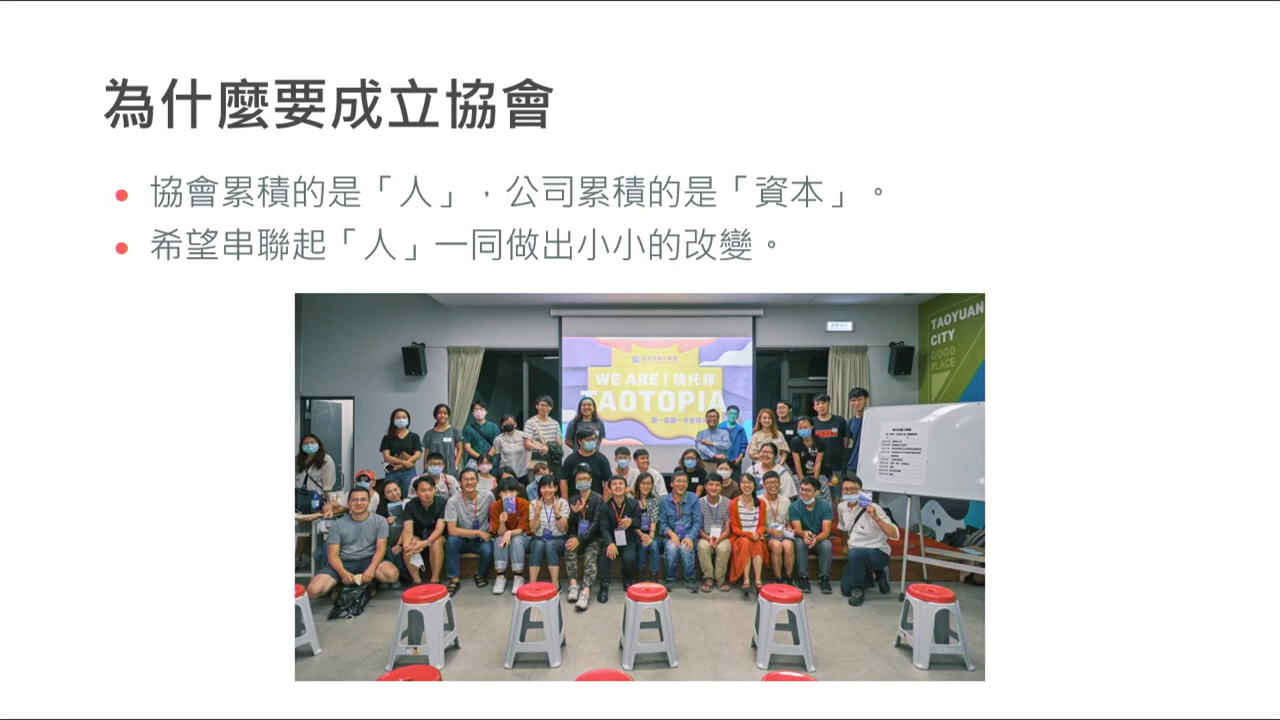 為什麼要成立協會
• 協會累積的是「人」，公司累積的是「資本」。
• 希望串聯起「人」一同做出小小的改變。
WE ARE！桃托邦
TAOTOPIA
TAOYUAN
CITY
GOOD
PLACE